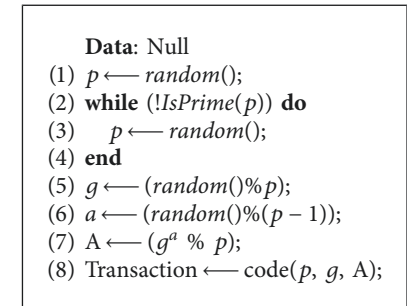 Data: Null
(1) p ← random();
(2) while (!IsPrime(p)) do
(3) p ← random();
(4) end
(5) g ← (random()%p);
(6) a ← (random()%(p − 1));
(7) A ← (gᵃ % p);
(8) Transaction ← code(p, g, A);